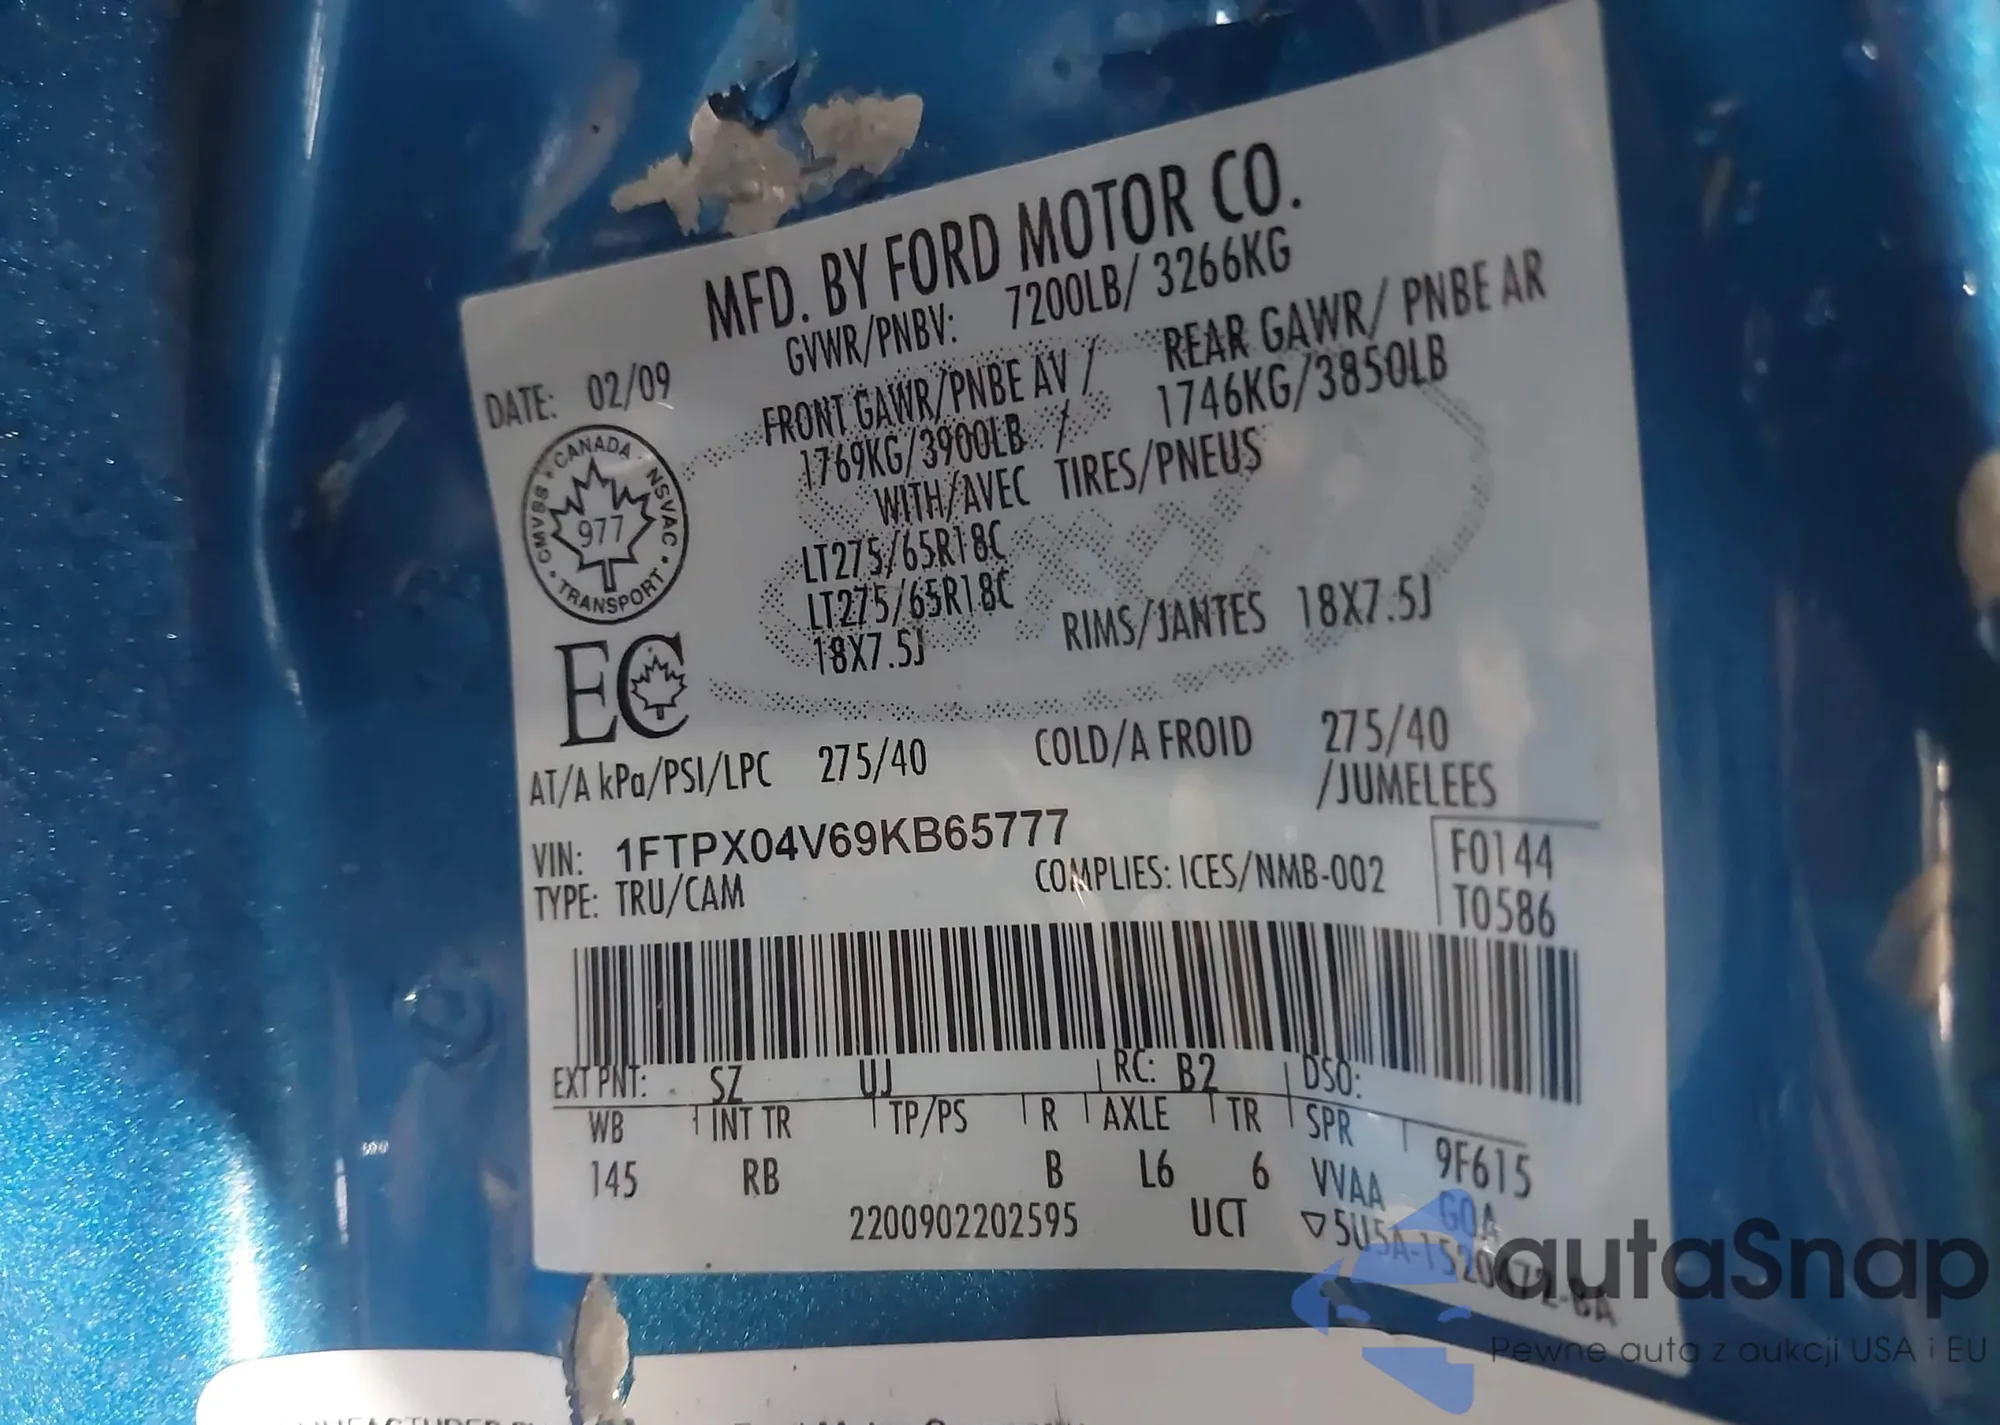 MFD. BY FORD MOTOR CO.
GVWR/PNBV: 7200LB/ 3266KG
DATE: 02/09
FRONT GAWR/PNBE AV / REAR GAWR/ PNBE AR
1769KG/3900LB / 1746KG/3850LB
WITH/AVEC TIRES/PNEUS
CANADA · NSVAC · TRANSPORT · CMVSS
977
LT275/65R18C
LT275/65R18C
18X7.5J RIMS/JANTES 18X7.5J
EC
AT/A kPa/PSI/LPC 275/40 COLD/A FROID 275/40
/JUMELEES
VIN: 1FTPX04V69KB65777
TYPE: TRU/CAM COMPLIES: ICES/NMB-002
F0144
T0586
EXT PNT: SZ UJ RC: B2 DSO:
WB INT TR TP/PS R AXLE TR SPR
145 RB B L6 6 VVAA 9F615
2200902202595 UCT GOA
▽5U5A-1520472-BA
autaSnap
Pewne auta z aukcji USA i EU